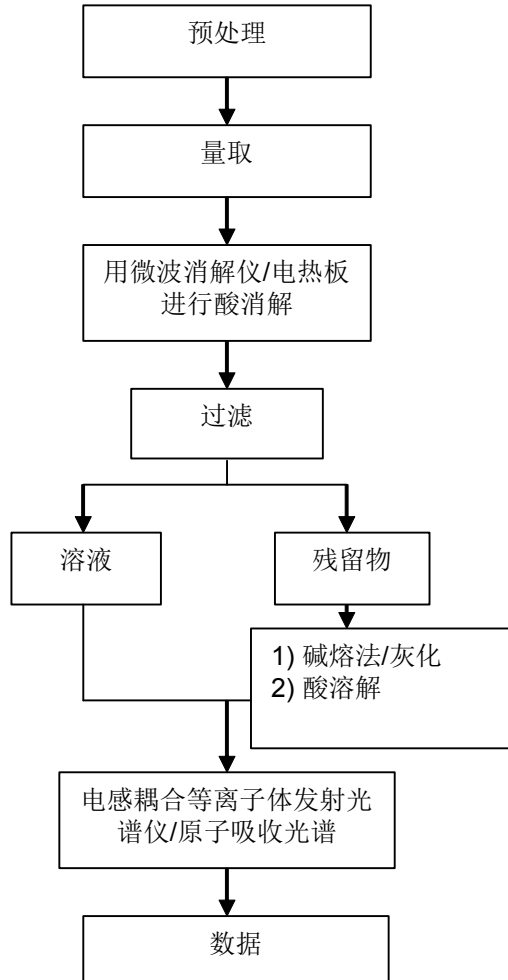 预处理
量取
用微波消解仪/电热板
进行酸消解
过滤
溶液
残留物
1) 碱熔法/灰化
2) 酸溶解
电感耦合等离子体发射光
谱仪/原子吸收光谱
数据